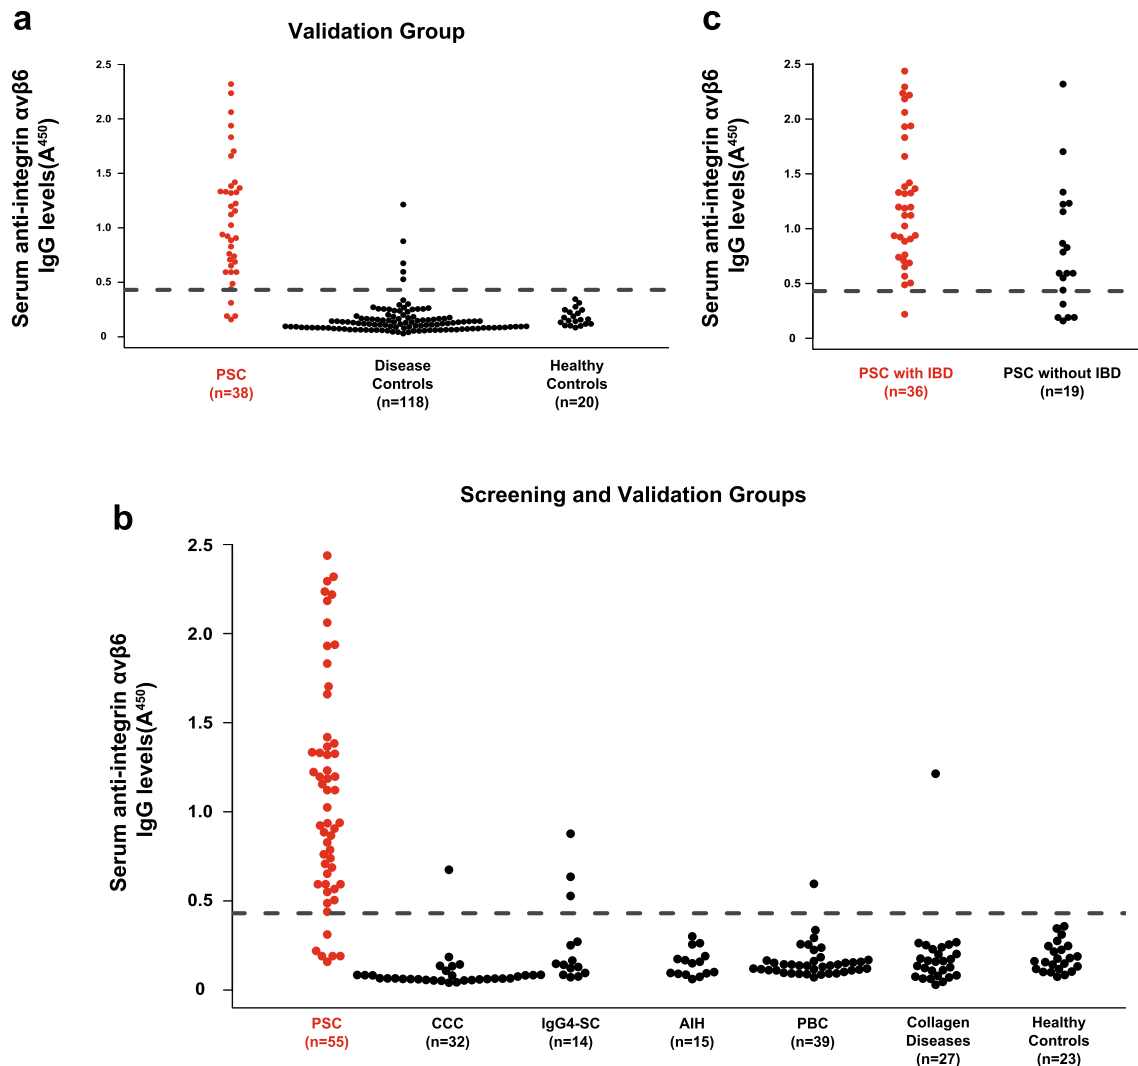 a
Validation Group
Serum anti-integrin αvβ6
IgG levels(A⁴⁵⁰)
2.5
2.0
1.5
1.0
0.5
0
PSC
(n=38)
Disease
Controls
(n=118)
Healthy
Controls
(n=20)
c
Serum anti-integrin αvβ6
IgG levels(A⁴⁵⁰)
2.5
2.0
1.5
1.0
0.5
0
PSC with IBD
(n=36)
PSC without IBD
(n=19)
b
Screening and Validation Groups
Serum anti-integrin αvβ6
IgG levels(A⁴⁵⁰)
2.5
2.0
1.5
1.0
0.5
0
PSC
(n=55)
CCC
(n=32)
IgG4-SC
(n=14)
AIH
(n=15)
PBC
(n=39)
Collagen
Diseases
(n=27)
Healthy
Controls
(n=23)